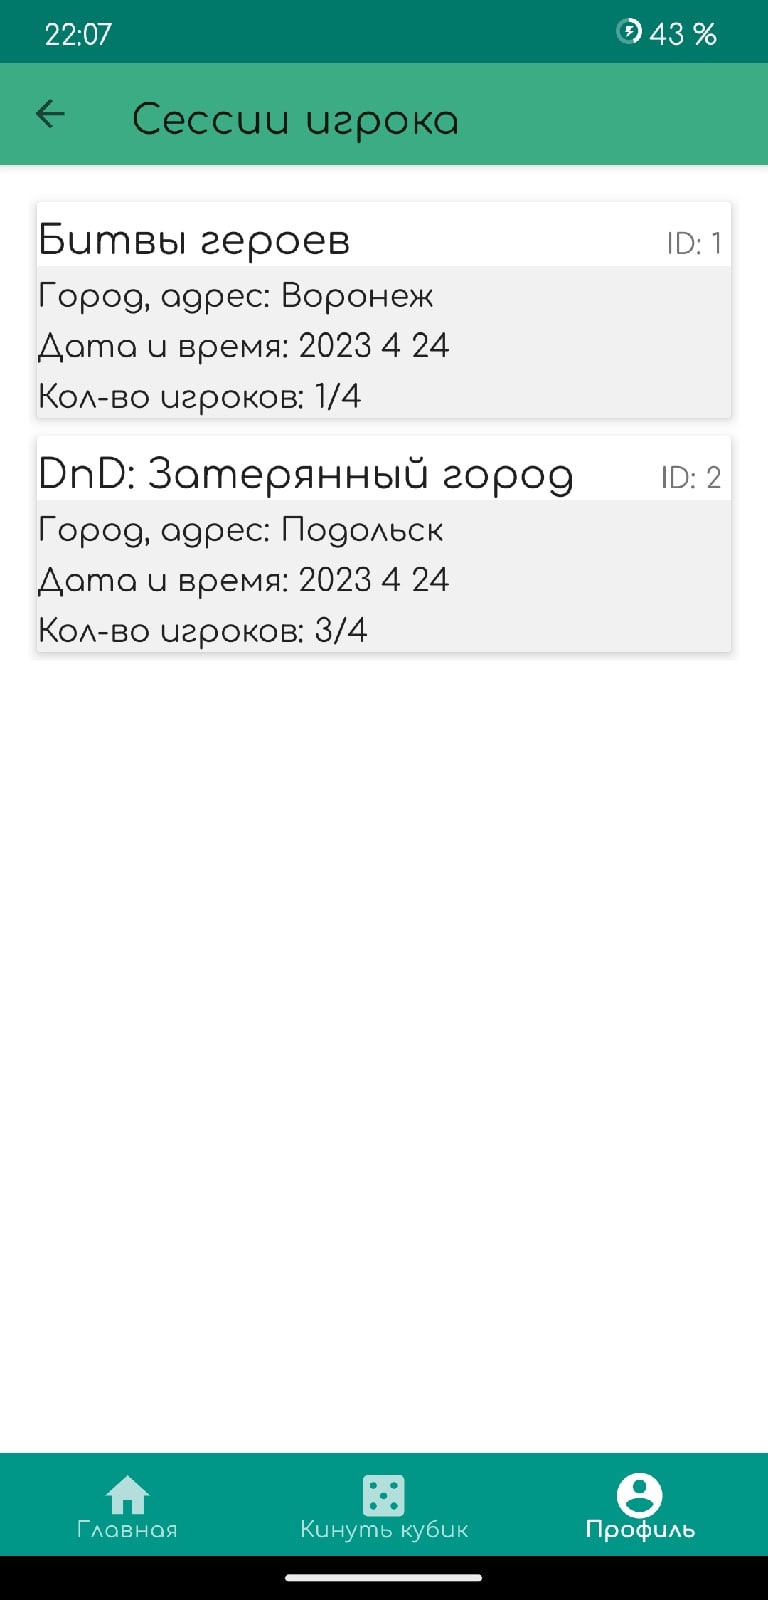 22:07 43 %
Сессии игрока
Битвы героев ID: 1
Город, адрес: Воронеж
Дата и время: 2023 4 24
Кол-во игроков: 1/4
DnD: Затерянный город ID: 2
Город, адрес: Подольск
Дата и время: 2023 4 24
Кол-во игроков: 3/4
Главная Кинуть кубик Профиль